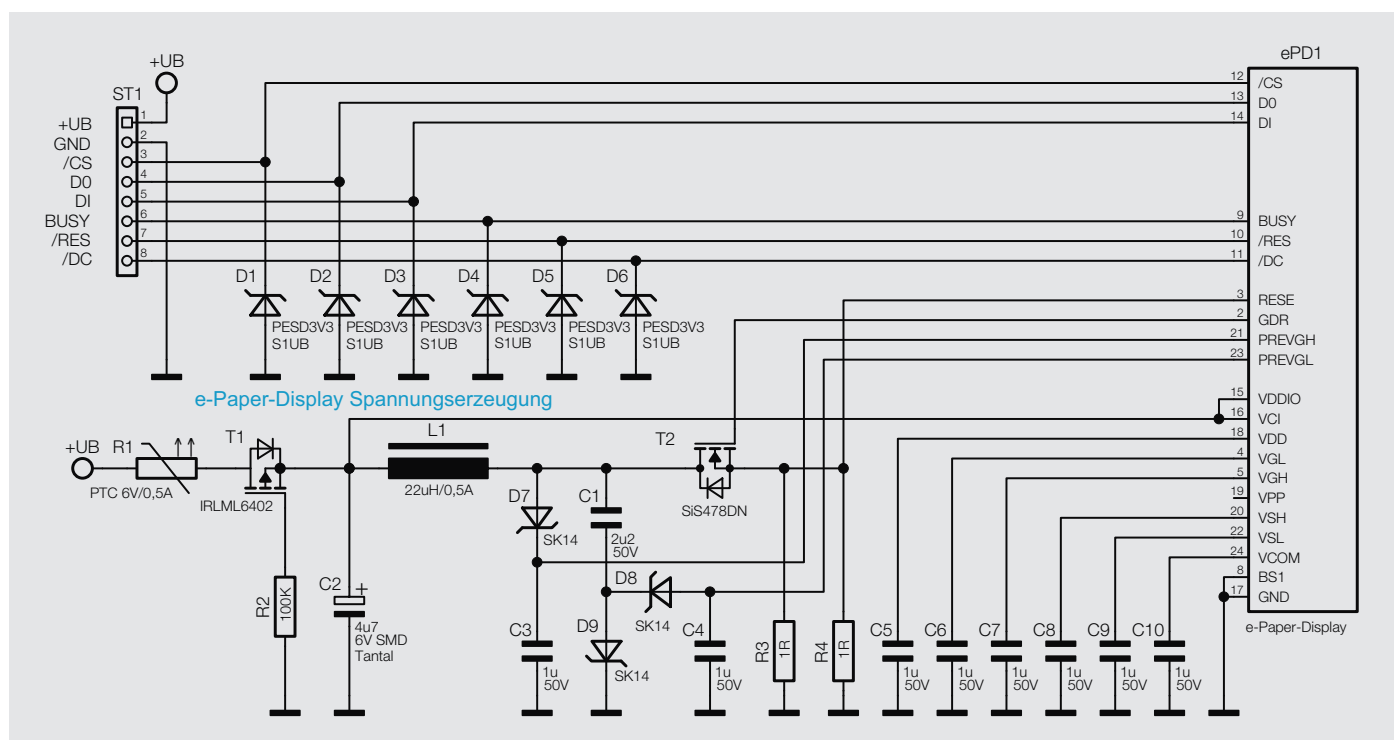 ePD1
+UB
ST1
+UB
GND
/CS
D0
DI
BUSY
/RES
/DC
1
2
3
4
5
6
7
8
12 /CS
13 D0
14 DI
9 BUSY
10 /RES
11 /DC
3 RESE
2 GDR
21 PREVGH
23 PREVGL
15 VDDIO
16 VCI
18 VDD
4 VGL
5 VGH
19 VPP
20 VSH
22 VSL
24 VCOM
8 BS1
17 GND
e-Paper-Display
D1
PESD3V3
S1UB
D2
PESD3V3
S1UB
D3
PESD3V3
S1UB
D4
PESD3V3
S1UB
D5
PESD3V3
S1UB
D6
PESD3V3
S1UB
e-Paper-Display Spannungserzeugung
+UB
R1
PTC 6V/0,5A
T1
IRLML6402
L1
22uH/0,5A
T2
SiS478DN
D7
SK14
C1
2u2
50V
D8
SK14
D9
SK14
R2
100K
C2
+
4u7
6V SMD
Tantal
C3
1u
50V
C4
1u
50V
R3
1R
R4
1R
C5
1u
50V
C6
1u
50V
C7
1u
50V
C8
1u
50V
C9
1u
50V
C10
1u
50V